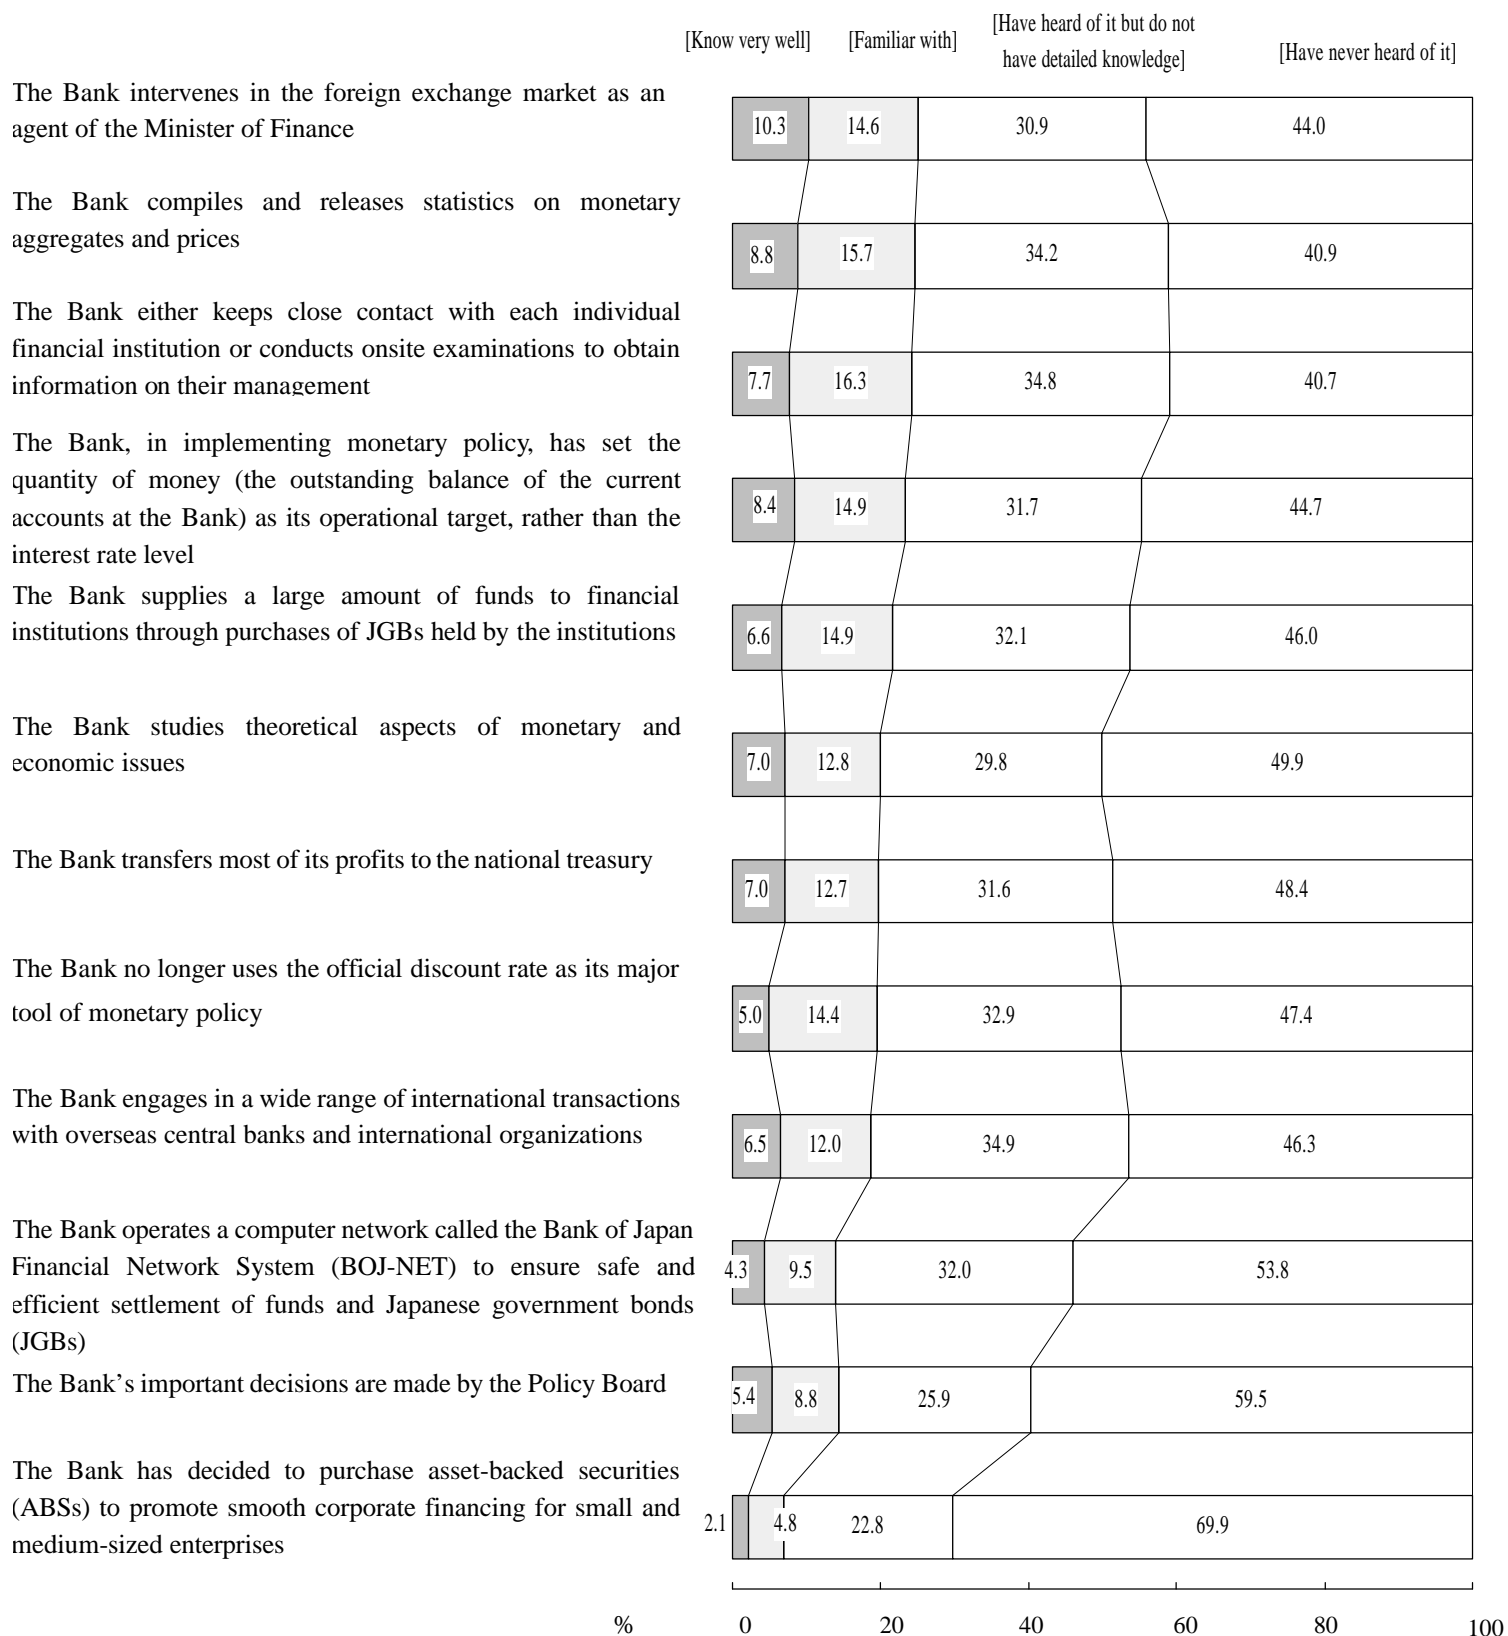 [Know very well] [Familiar with] [Have heard of it but do not
have detailed knowledge] [Have never heard of it]
The Bank intervenes in the foreign exchange market as an
agent of the Minister of Finance
10.3 14.6 30.9 44.0
The Bank compiles and releases statistics on monetary
aggregates and prices
8.8 15.7 34.2 40.9
The Bank either keeps close contact with each individual
financial institution or conducts onsite examinations to obtain
information on their management
7.7 16.3 34.8 40.7
The Bank, in implementing monetary policy, has set the
quantity of money (the outstanding balance of the current
accounts at the Bank) as its operational target, rather than the
interest rate level
8.4 14.9 31.7 44.7
The Bank supplies a large amount of funds to financial
institutions through purchases of JGBs held by the institutions
6.6 14.9 32.1 46.0
The Bank studies theoretical aspects of monetary and
economic issues
7.0 12.8 29.8 49.9
The Bank transfers most of its profits to the national treasury
7.0 12.7 31.6 48.4
The Bank no longer uses the official discount rate as its major
tool of monetary policy
5.0 14.4 32.9 47.4
The Bank engages in a wide range of international transactions
with overseas central banks and international organizations
6.5 12.0 34.9 46.3
The Bank operates a computer network called the Bank of Japan
Financial Network System (BOJ-NET) to ensure safe and
efficient settlement of funds and Japanese government bonds
(JGBs)
4.3 9.5 32.0 53.8
The Bank’s important decisions are made by the Policy Board
5.4 8.8 25.9 59.5
The Bank has decided to purchase asset-backed securities
(ABSs) to promote smooth corporate financing for small and
medium-sized enterprises
2.1 4.8 22.8 69.9
% 0 20 40 60 80 100